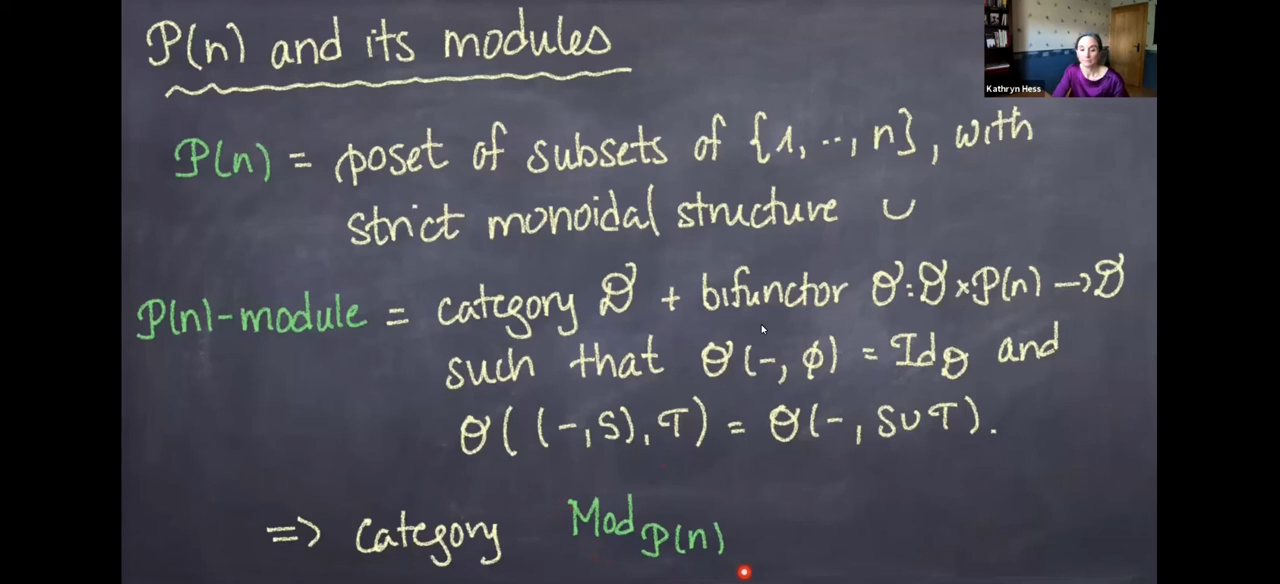 P(n) and its modules
Kathryn Hess
P(n) = poset of subsets of {1,..,n}, with
strict monoidal structure ∪
P(n)-module = category D + bifunctor Θ: D × P(n) → D
such that Θ(-, ∅) = Id_D and
Θ((-, S), T) = Θ(-, S∪T).
=> category Mod_P(n)